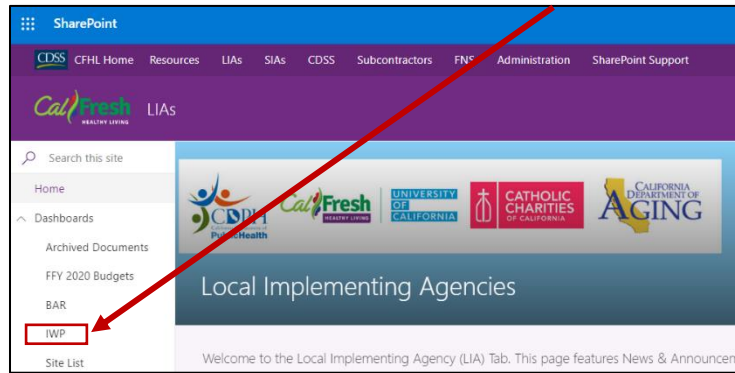 SharePoint
CDSS CFHL Home Resources LIAs SIAs CDSS Subcontractors FNS Administration SharePoint Support
CalFresh HEALTHY LIVING LIAs
Search this site
Home
Dashboards
Archived Documents
FFY 2020 Budgets
BAR
IWP
Site List
CDPH
PublicHealth
CalFresh
HEALTHY LIVING
UNIVERSITY
OF
CALIFORNIA
CATHOLIC
CHARITIES
OF CALIFORNIA
CALIFORNIA
DEPARTMENT OF
AGING
Local Implementing Agencies
Welcome to the Local Implementing Agency (LIA) Tab. This page features News & Announcen